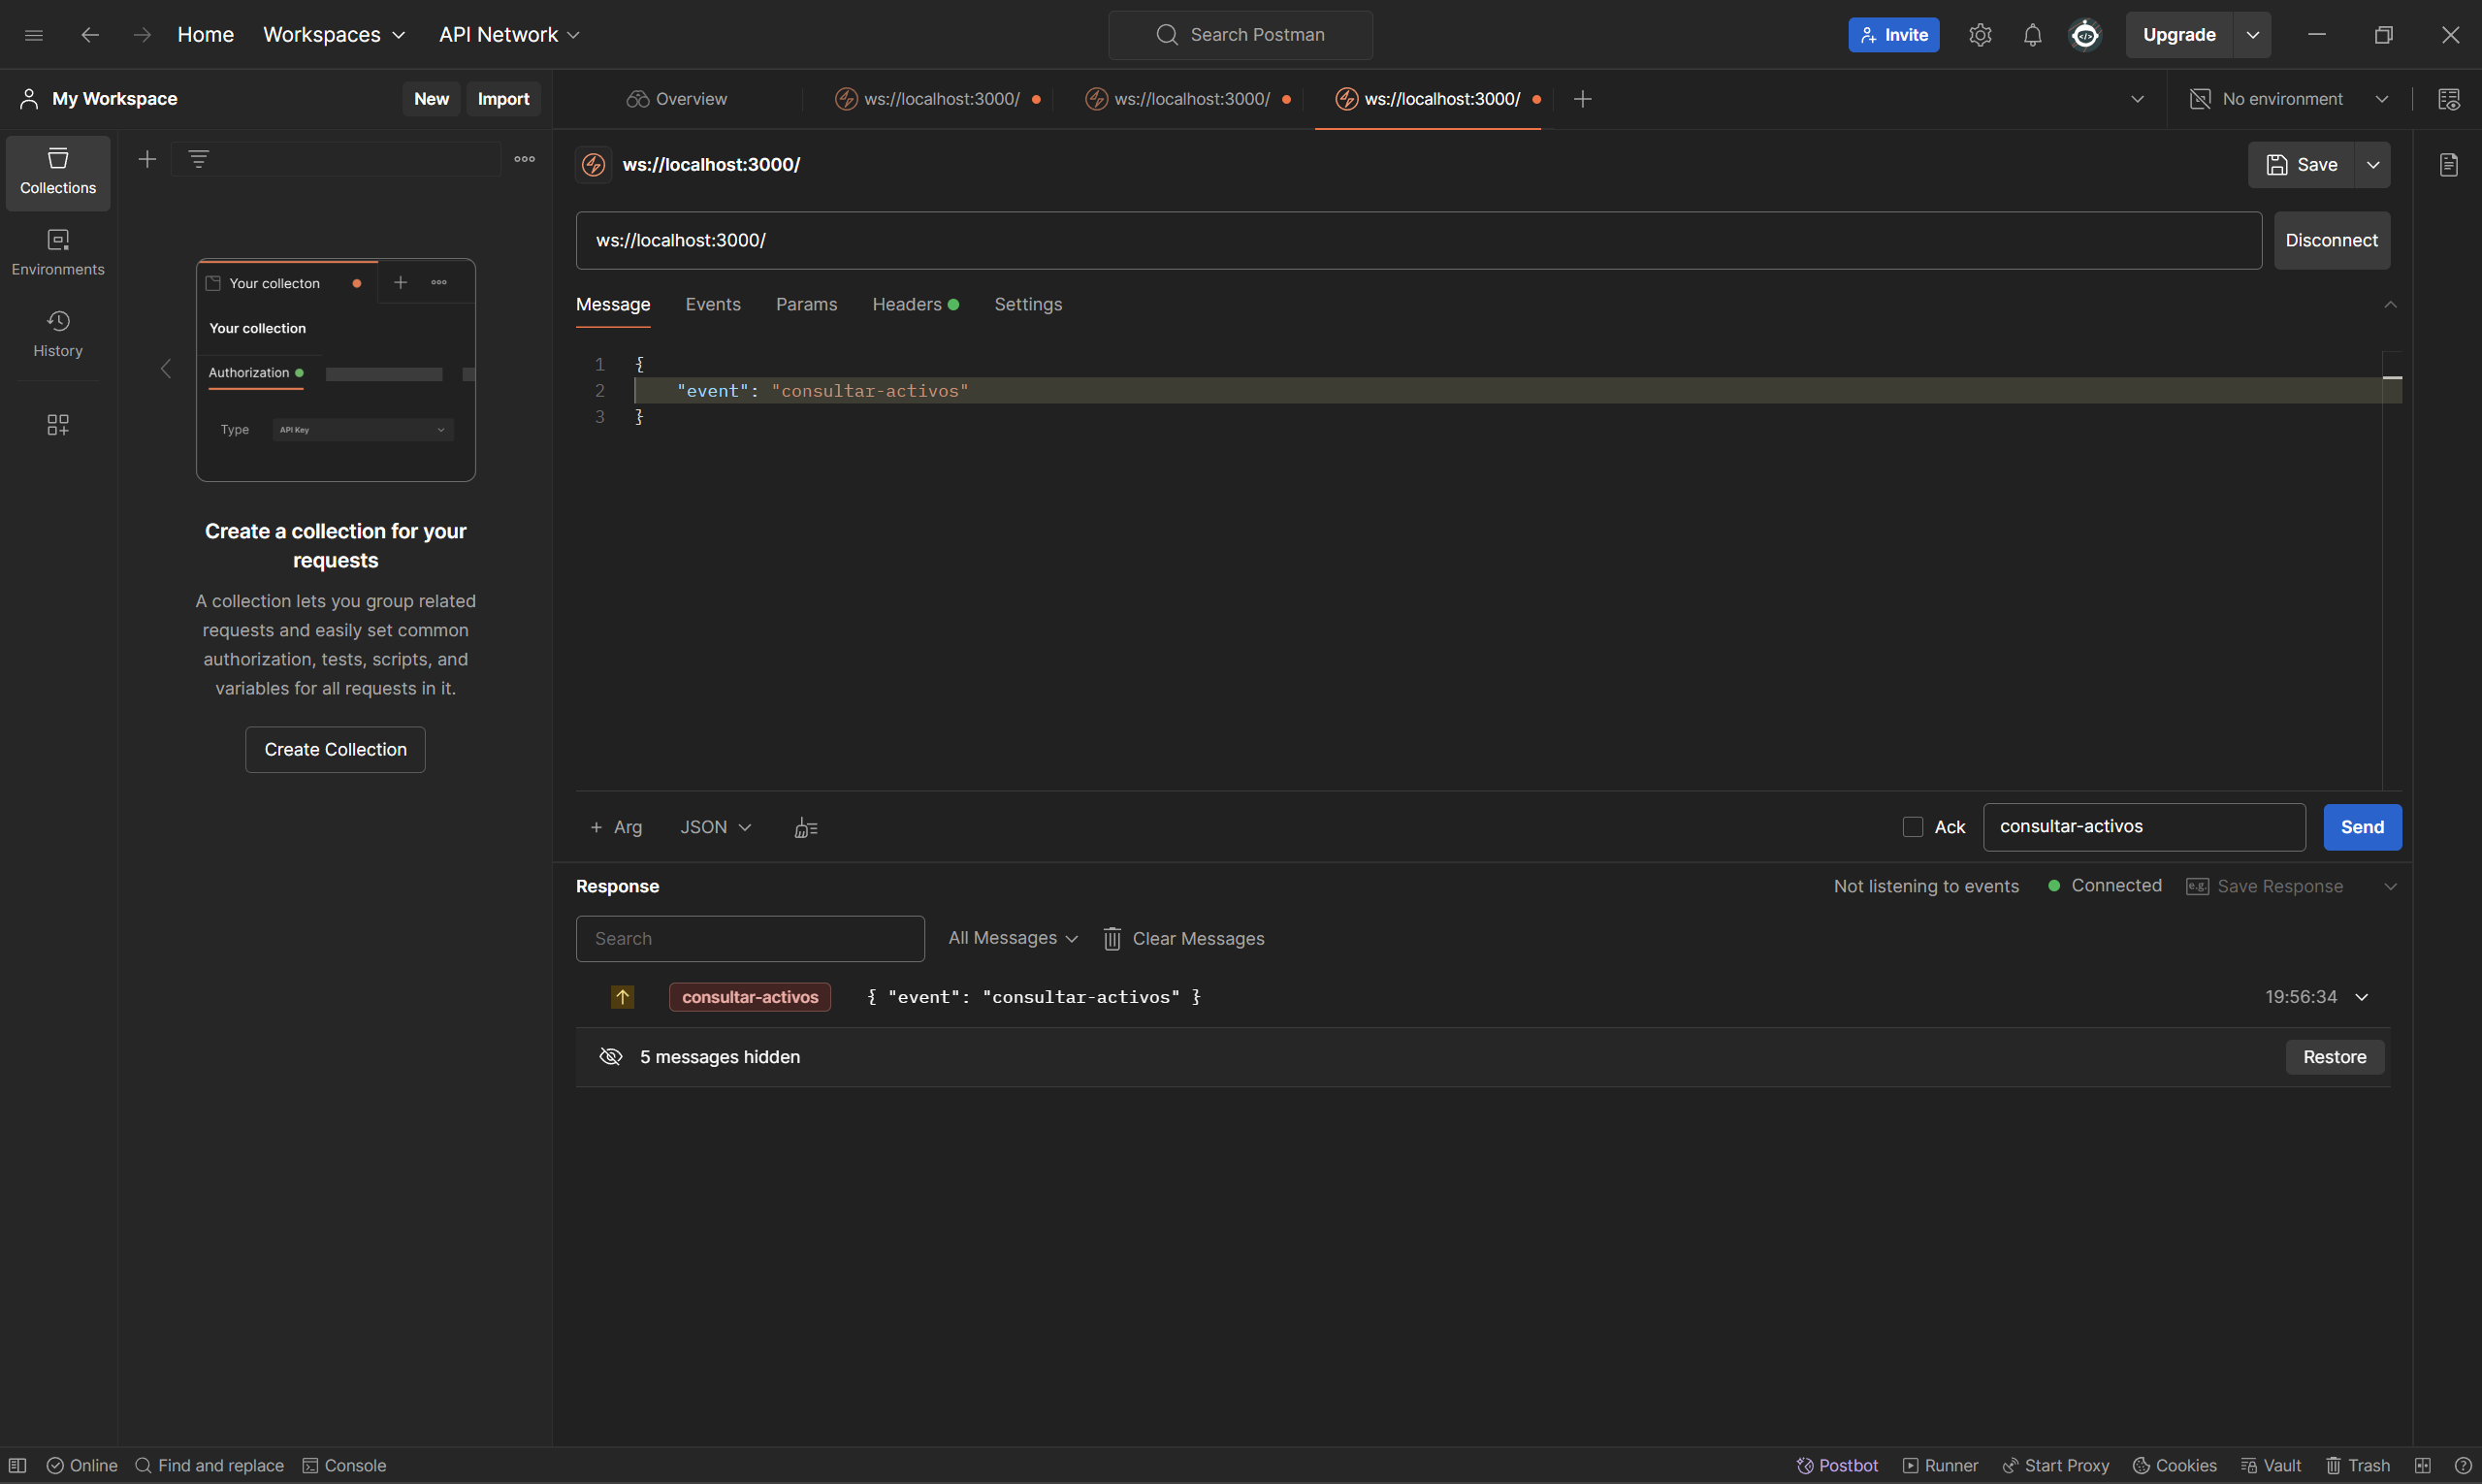 Home Workspaces API Network Search Postman Invite Upgrade
My Workspace New Import Overview ws://localhost:3000/ ws://localhost:3000/ ws://localhost:3000/ No environment
Collections
Environments
History
Your collecton
Your collection
Authorization
Type API Key
Create a collection for your
requests
A collection lets you group related
requests and easily set common
authorization, tests, scripts, and
variables for all requests in it.
Create Collection
ws://localhost:3000/ Save
ws://localhost:3000/ Disconnect
Message Events Params Headers Settings
1 {
2 "event": "consultar-activos"
3 }
+ Arg JSON Ack consultar-activos Send
Response Not listening to events Connected e.g. Save Response
Search All Messages Clear Messages
consultar-activos { "event": "consultar-activos" } 19:56:34
5 messages hidden Restore
Online Find and replace Console Postbot Runner Start Proxy Cookies Vault Trash